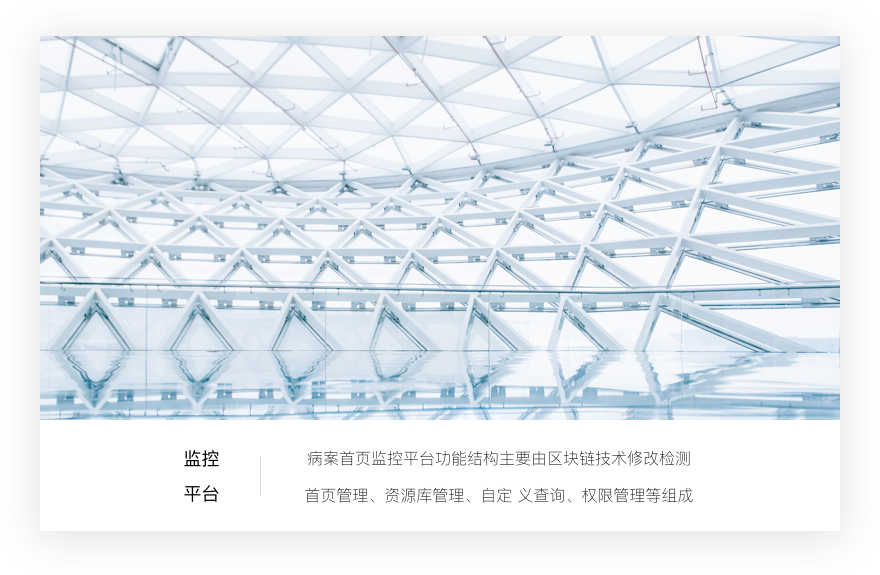 监控
平台
病案首页监控平台功能结构主要由区块链技术修改检测
首页管理、资源库管理、自定 义查询、权限管理等组成